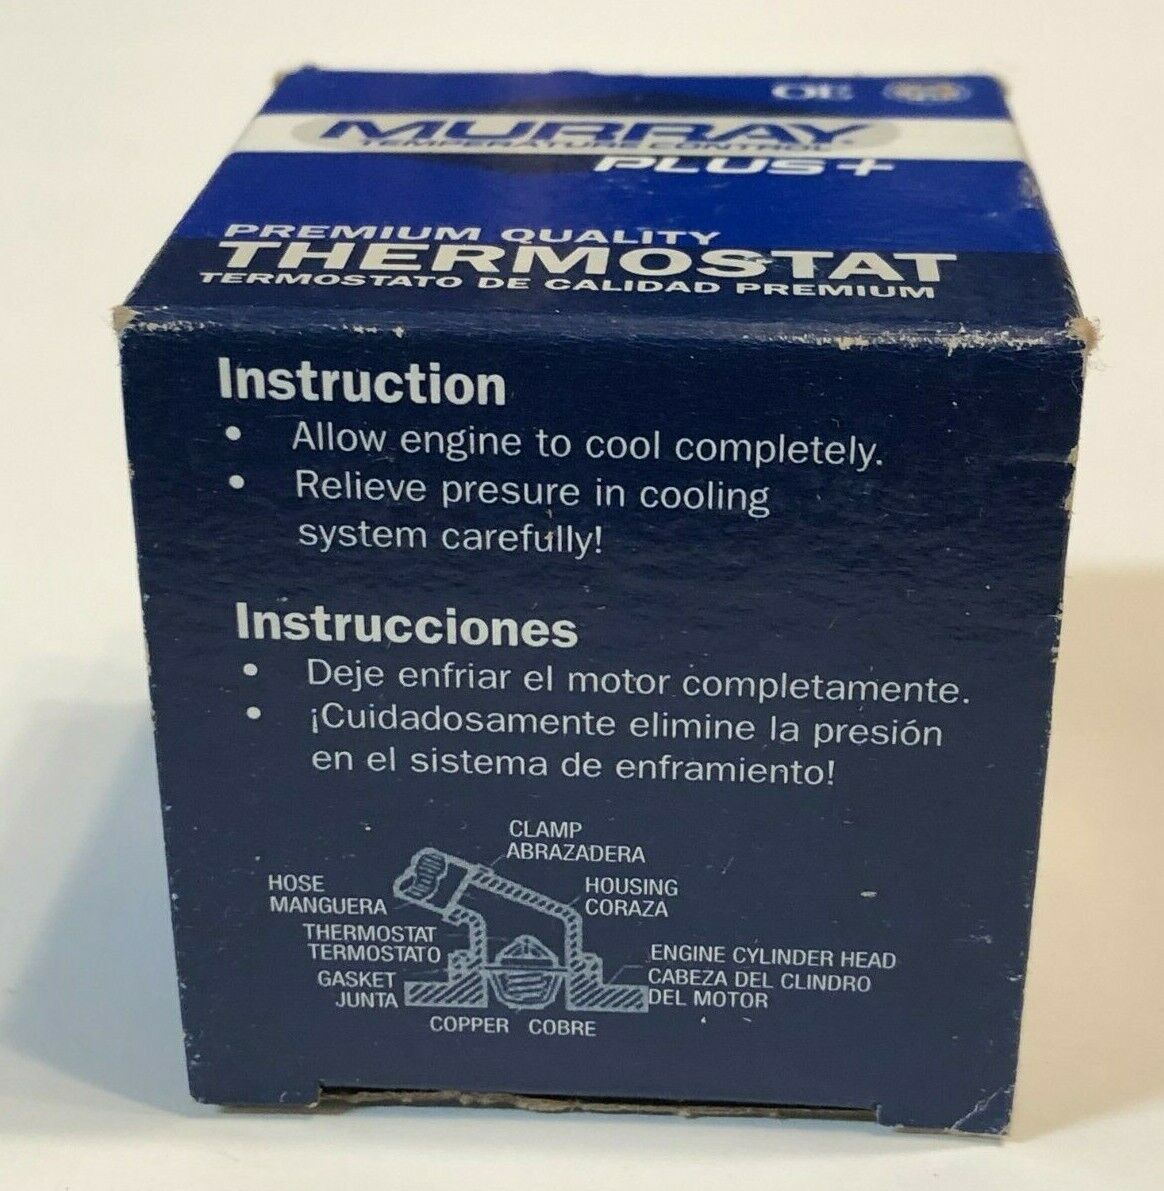 OE
MURRAY
TEMPERATURE CONTROL
PLUS+
PREMIUM QUALITY
THERMOSTAT
TERMOSTATO DE CALIDAD PREMIUM
Instruction
• Allow engine to cool completely.
• Relieve presure in cooling
system carefully!
Instrucciones
• Deje enfriar el motor completamente.
• ¡Cuidadosamente elimine la presión
en el sistema de enframiento!
CLAMP
ABRAZADERA
HOSE
MANGUERA
HOUSING
CORAZA
THERMOSTAT
TERMOSTATO
ENGINE CYLINDER HEAD
CABEZA DEL CLINDRO
DEL MOTOR
GASKET
JUNTA
COPPER COBRE